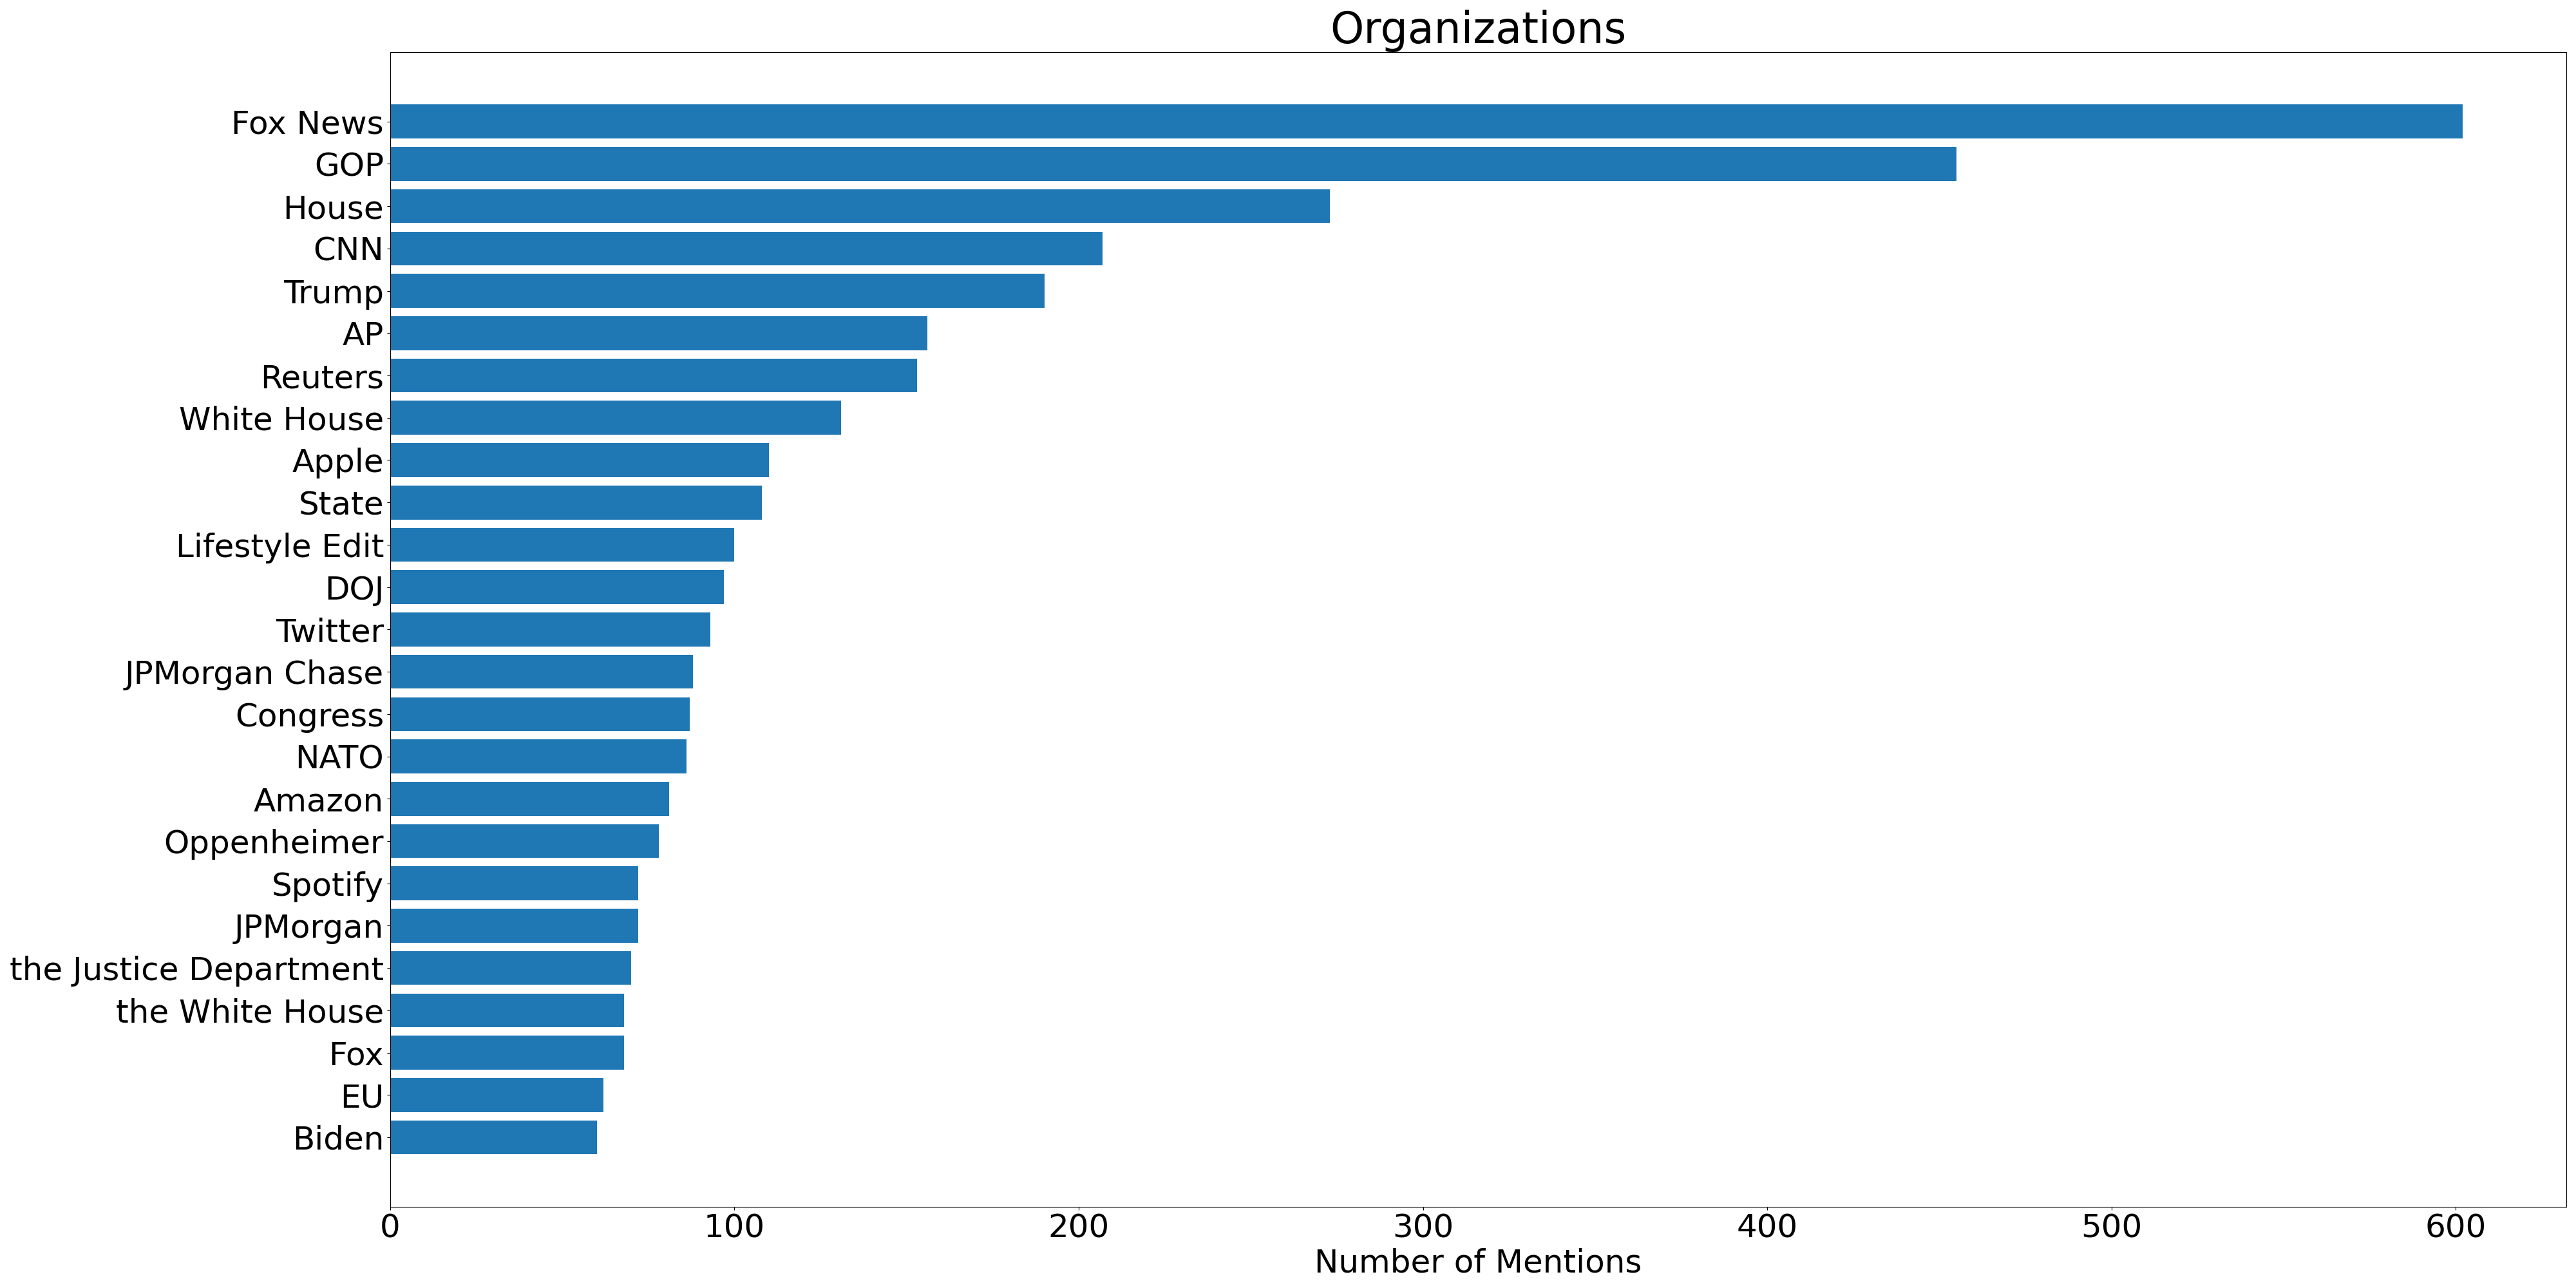 Organizations
Fox News
GOP
House
CNN
Trump
AP
Reuters
White House
Apple
State
Lifestyle Edit
DOJ
Twitter
JPMorgan Chase
Congress
NATO
Amazon
Oppenheimer
Spotify
JPMorgan
the Justice Department
the White House
Fox
EU
Biden
0 100 200 300 400 500 600
Number of Mentions